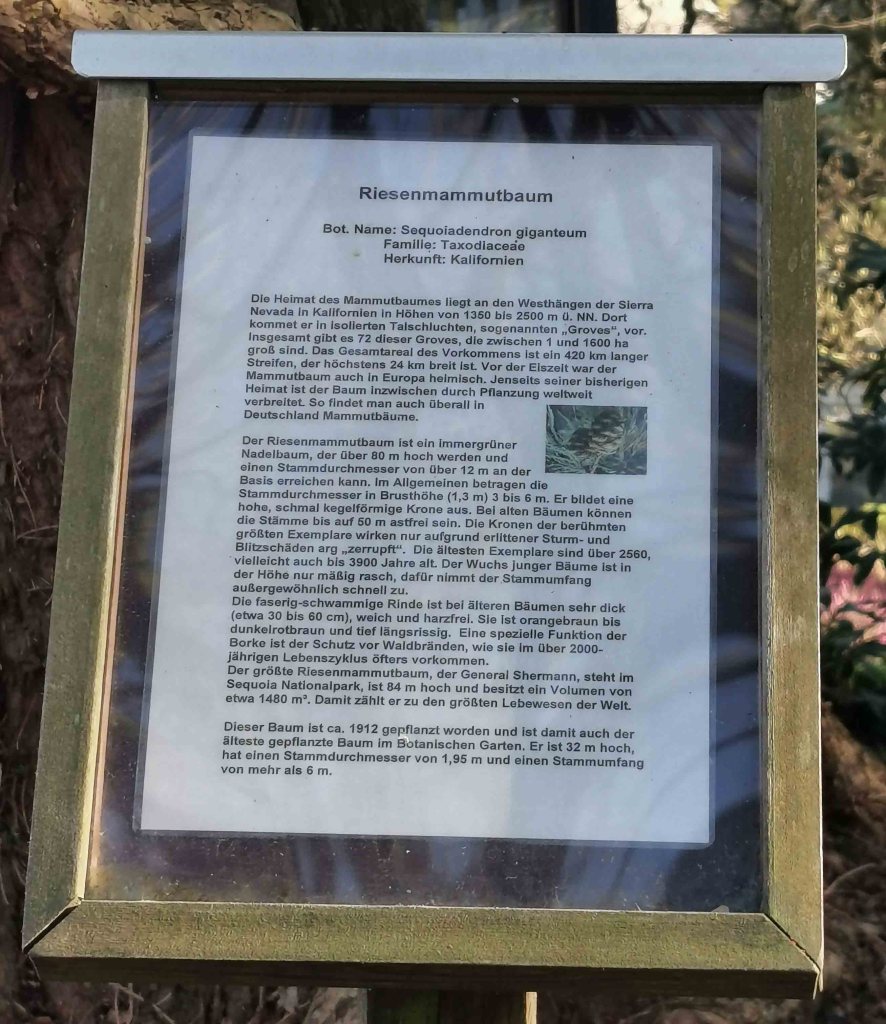 Riesenmammutbaum
Bot. Name: Sequoiadendron giganteum
Familie: Taxodiaceae
Herkunft: Kalifornien
Die Heimat des Mammutbaumes liegt an den Westhängen der Sierra
Nevada in Kalifornien in Höhen von 1350 bis 2500 m ü. NN. Dort
kommet er in isolierten Talschluchten, sogenannten „Groves“, vor.
Insgesamt gibt es 72 dieser Groves, die zwischen 1 und 1600 ha
groß sind. Das Gesamtareal des Vorkommens ist ein 420 km langer
Streifen, der höchstens 24 km breit ist. Vor der Eiszeit war der
Mammutbaum auch in Europa heimisch. Jenseits seiner bisherigen
Heimat ist der Baum inzwischen durch Pflanzung weltweit
verbreitet. So findet man auch überall in
Deutschland Mammutbäume.
Der Riesenmammutbaum ist ein immergrüner
Nadelbaum, der über 80 m hoch werden und
einen Stammdurchmesser von über 12 m an der
Basis erreichen kann. Im Allgemeinen betragen die
Stammdurchmesser in Brusthöhe (1,3 m) 3 bis 6 m. Er bildet eine
hohe, schmal kegelförmige Krone aus. Bei alten Bäumen können
die Stämme bis auf 50 m astfrei sein. Die Kronen der berühmten
größten Exemplare wirken nur aufgrund erlittener Sturm- und
Blitzschäden arg „zerrupft“. Die ältesten Exemplare sind über 2560,
vielleicht auch bis 3900 Jahre alt. Der Wuchs junger Bäume ist in
der Höhe nur mäßig rasch, dafür nimmt der Stammumfang
außergewöhnlich schnell zu.
Die faserig-schwammige Rinde ist bei älteren Bäumen sehr dick
(etwa 30 bis 60 cm), weich und harzfrei. Sie ist orangebraun bis
dunkelrotbraun und tief längsrissig. Eine spezielle Funktion der
Borke ist der Schutz vor Waldbränden, wie sie im über 2000-
jährigen Lebenszyklus öfters vorkommen.
Der größte Riesenmammutbaum, der General Shermann, steht im
Sequoia Nationalpark, ist 84 m hoch und besitzt ein Volumen von
etwa 1480 m³. Damit zählt er zu den größten Lebewesen der Welt.
Dieser Baum ist ca. 1912 gepflanzt worden und ist damit auch der
älteste gepflanzte Baum im Botanischen Garten. Er ist 32 m hoch,
hat einen Stammdurchmesser von 1,95 m und einen Stammumfang
von mehr als 6 m.